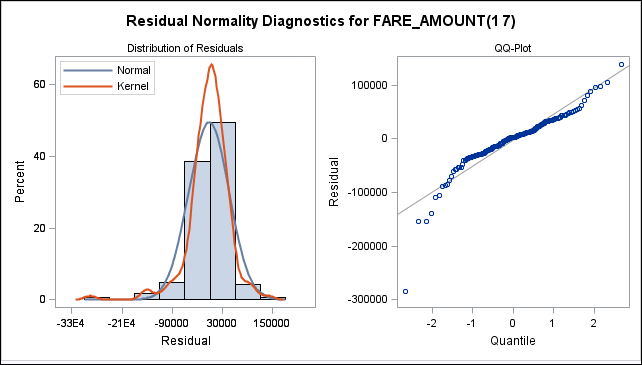 Residual Normality Diagnostics for FARE_AMOUNT(1 7)
Distribution of Residuals
Normal
Kernel
60
40
20
0
Percent
-33E4 -21E4 -90000 30000 150000
Residual
QQ-Plot
100000
0
-100000
-200000
-300000
Residual
-2 -1 0 1 2
Quantile